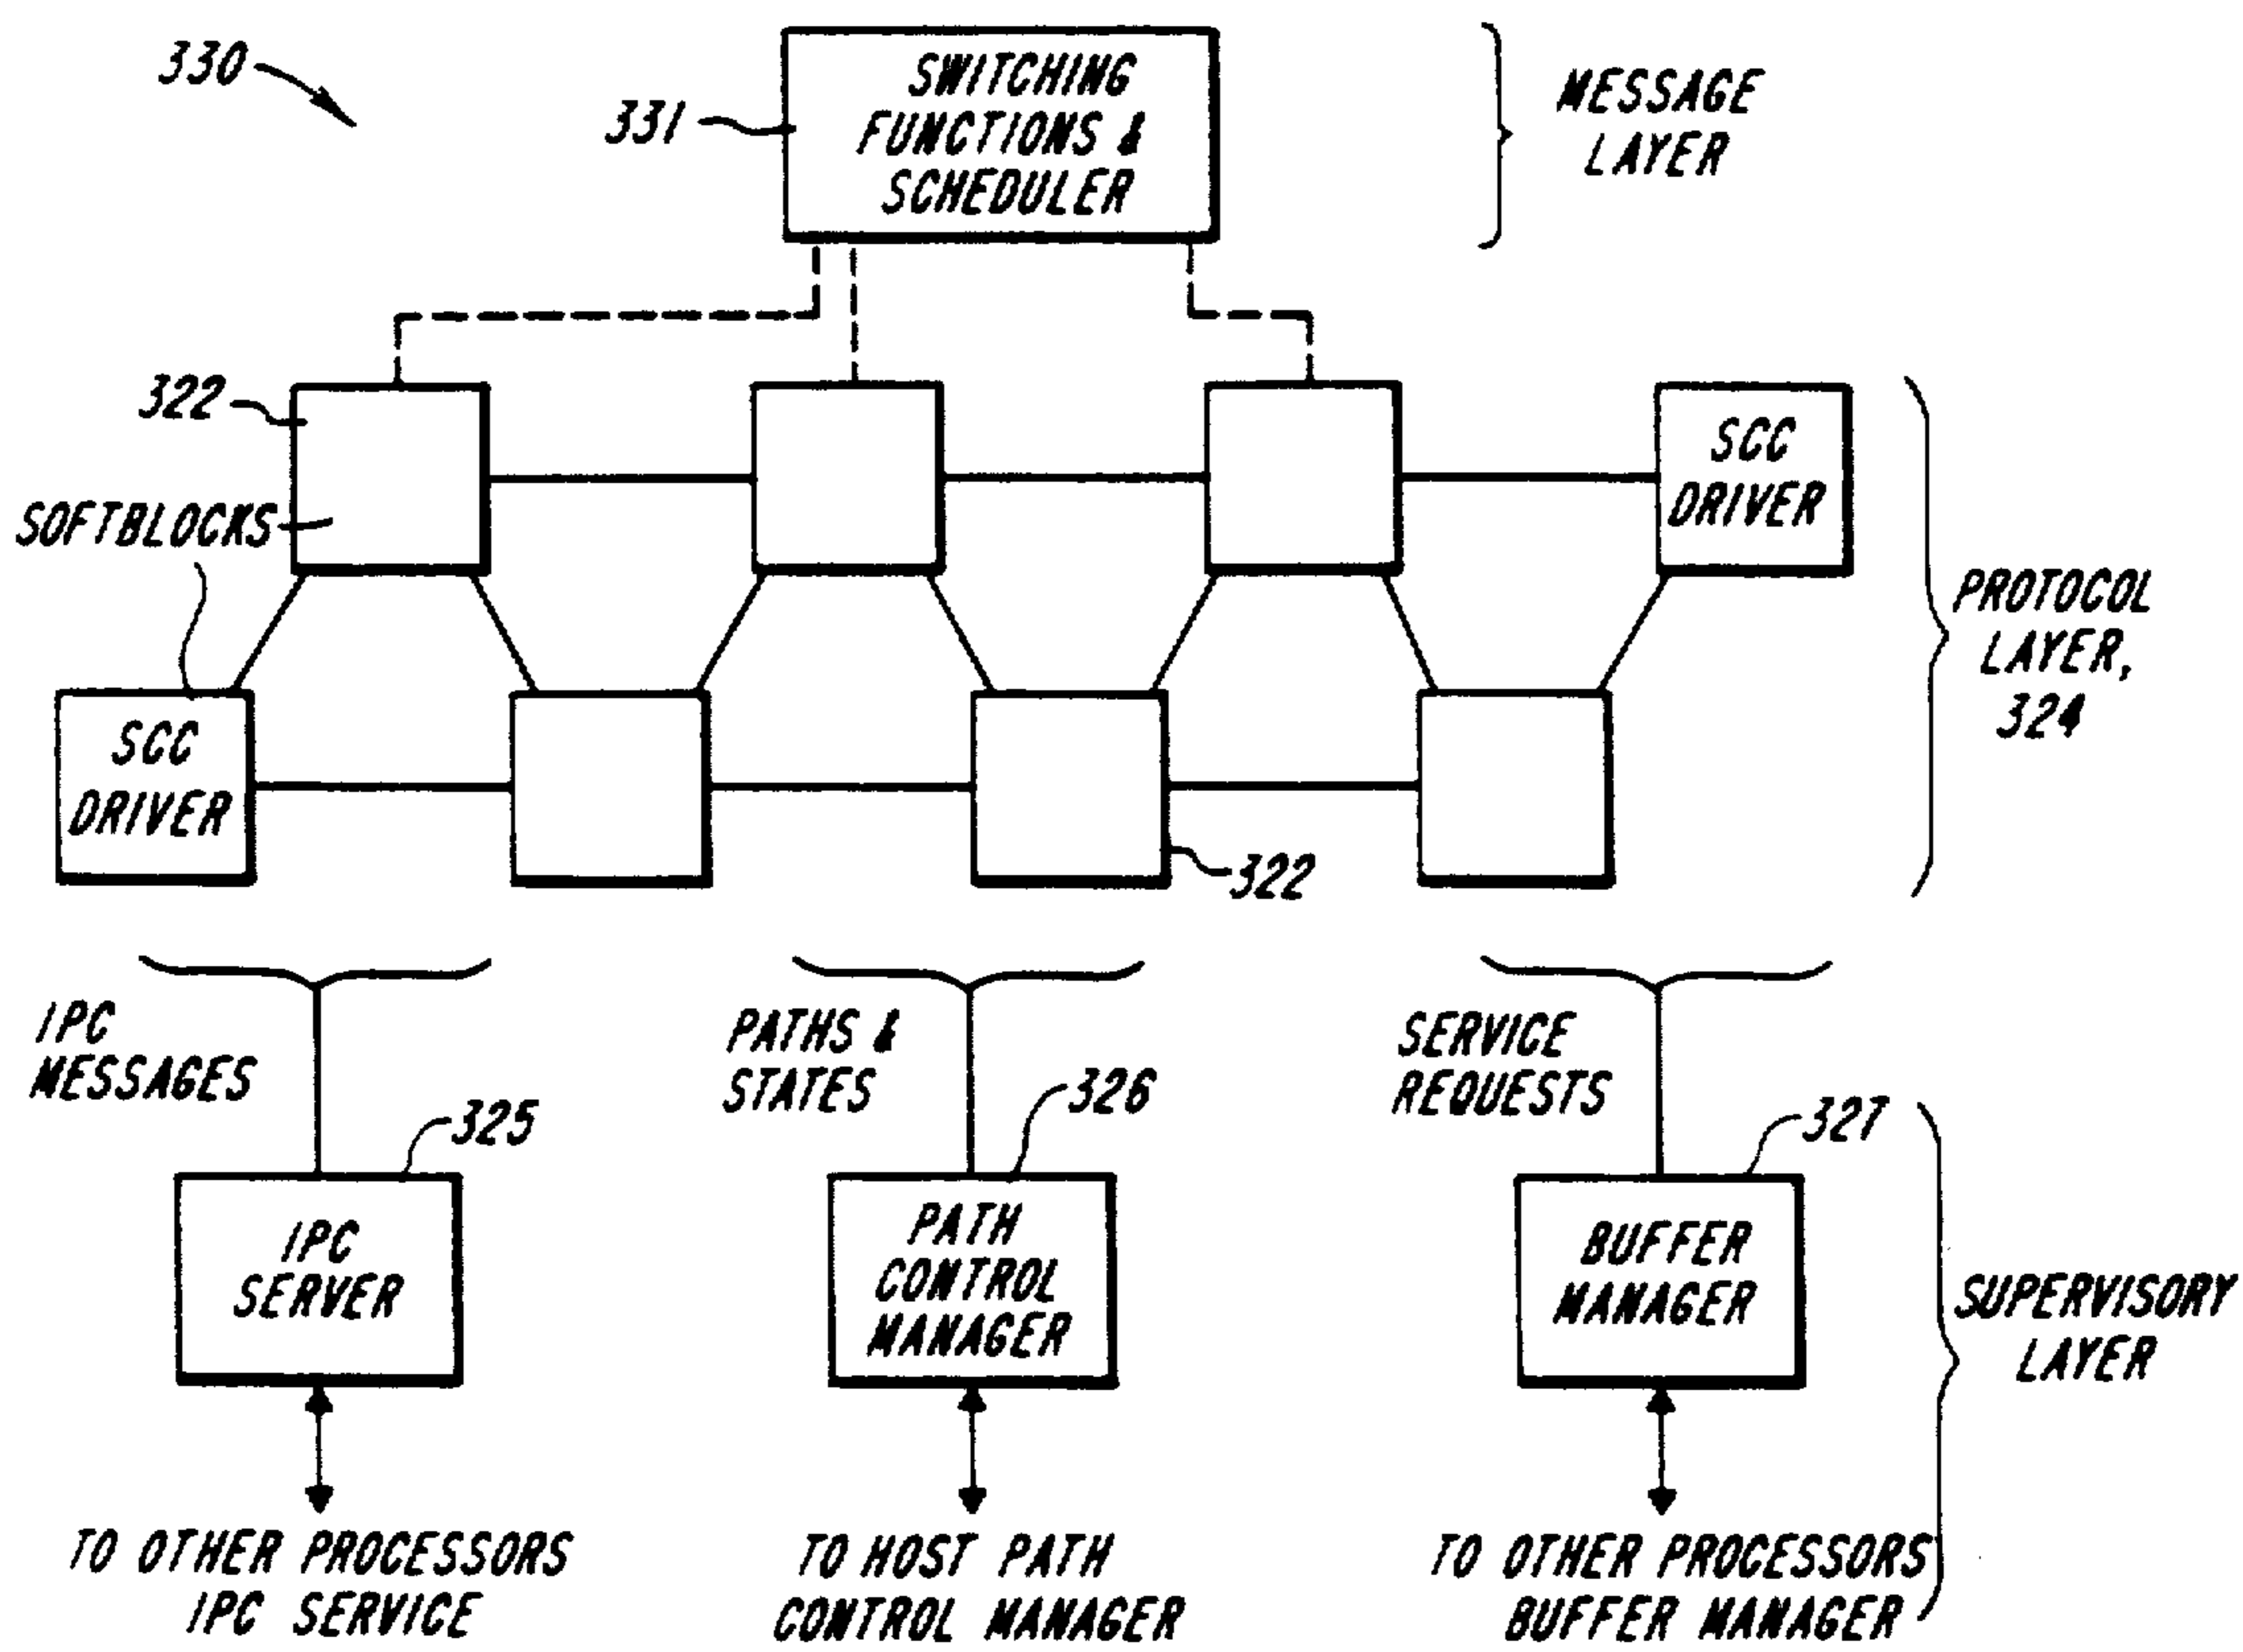 330
331
SWITCHING
FUNCTIONS &
SCHEDULER
MESSAGE
LAYER
322
SOFTBLOCKS
SCC
DRIVER
SCC
DRIVER
322
PROTOCOL
LAYER,
324
IPC
MESSAGES
PATHS &
STATES
SERVICE
REQUESTS
325
326
327
IPC
SERVER
PATH
CONTROL
MANAGER
BUFFER
MANAGER
SUPERVISORY
LAYER
TO OTHER PROCESSORS
IPC SERVICE
TO HOST PATH
CONTROL MANAGER
TO OTHER PROCESSORS
BUFFER MANAGER